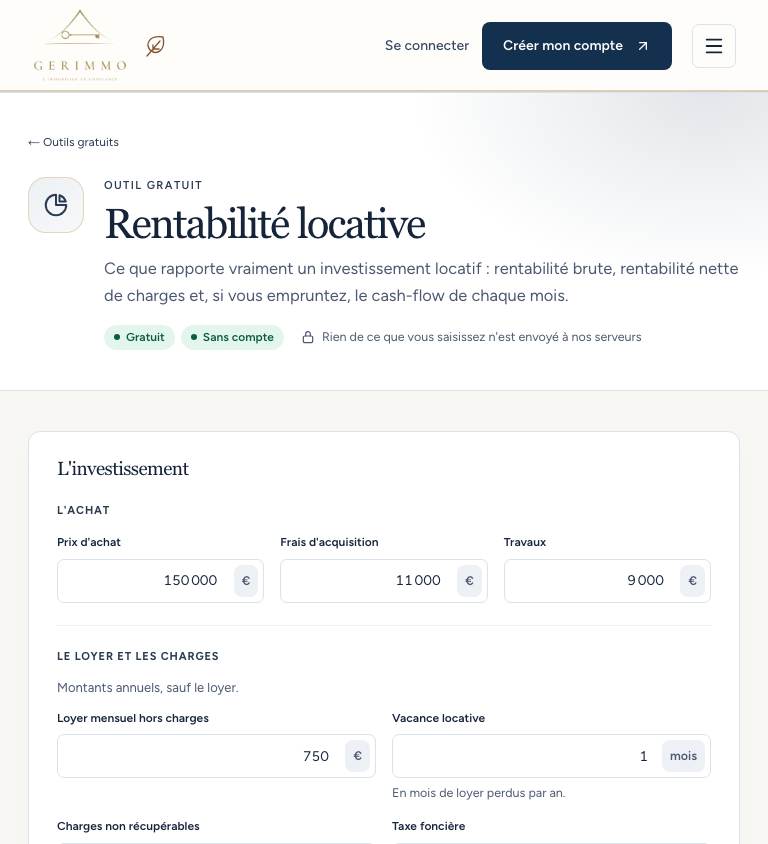 GERIMMO
Se connecter
Créer mon compte
← Outils gratuits
OUTIL GRATUIT
Rentabilité locative
Ce que rapporte vraiment un investissement locatif : rentabilité brute, rentabilité nette
de charges et, si vous empruntez, le cash-flow de chaque mois.
Gratuit
Sans compte
Rien de ce que vous saisissez n'est envoyé à nos serveurs
L'investissement
L'ACHAT
Prix d'achat
Frais d'acquisition
Travaux
150 000 €
11 000 €
9 000 €
LE LOYER ET LES CHARGES
Montants annuels, sauf le loyer.
Loyer mensuel hors charges
Vacance locative
750 €
1 mois
En mois de loyer perdus par an.
Charges non récupérables
Taxe foncière